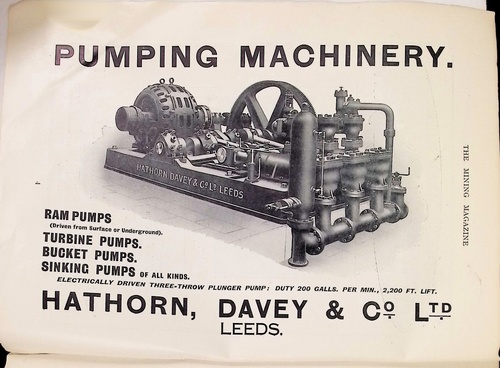 PUMPING MACHINERY.
HATHORN DAVEY & Co LD LEEDS
THE MINING MAGAZINE
RAM PUMPS
(Driven from Surface or Underground).
TURBINE PUMPS.
BUCKET PUMPS.
SINKING PUMPS OF ALL KINDS.
ELECTRICALLY DRIVEN THREE-THROW PLUNGER PUMP: DUTY 200 GALLS. PER MIN., 2,200 FT. LIFT.
HATHORN, DAVEY & CO LTD
LEEDS.